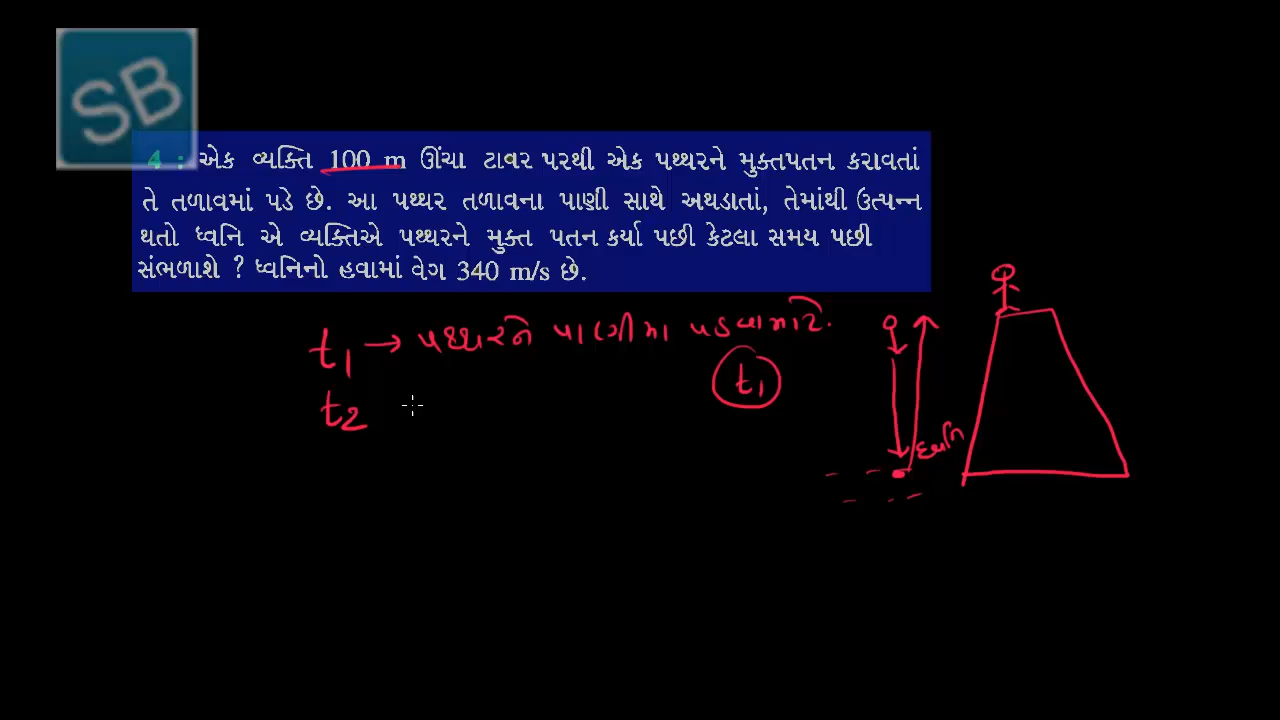 SB
4 : એક વ્યક્તિ 100 m ઊંચા ટાવર પરથી એક પથ્થરને મુક્તપતન કરાવતાં
તે તળાવમાં પડે છે. આ પથ્થર તળાવના પાણી સાથે અથડાતાં, તેમાંથી ઉત્પન્ન
થતો ધ્વનિ એ વ્યક્તિએ પથ્થરને મુક્ત પતન કર્યા પછી કેટલા સમય પછી
સંભળાશે ? ધ્વનિનો હવામાં વેગ 340 m/s છે.
t1 → પથ્થરને પાણીમા પડવામાટે.
t1
t2
ધ્વનિ